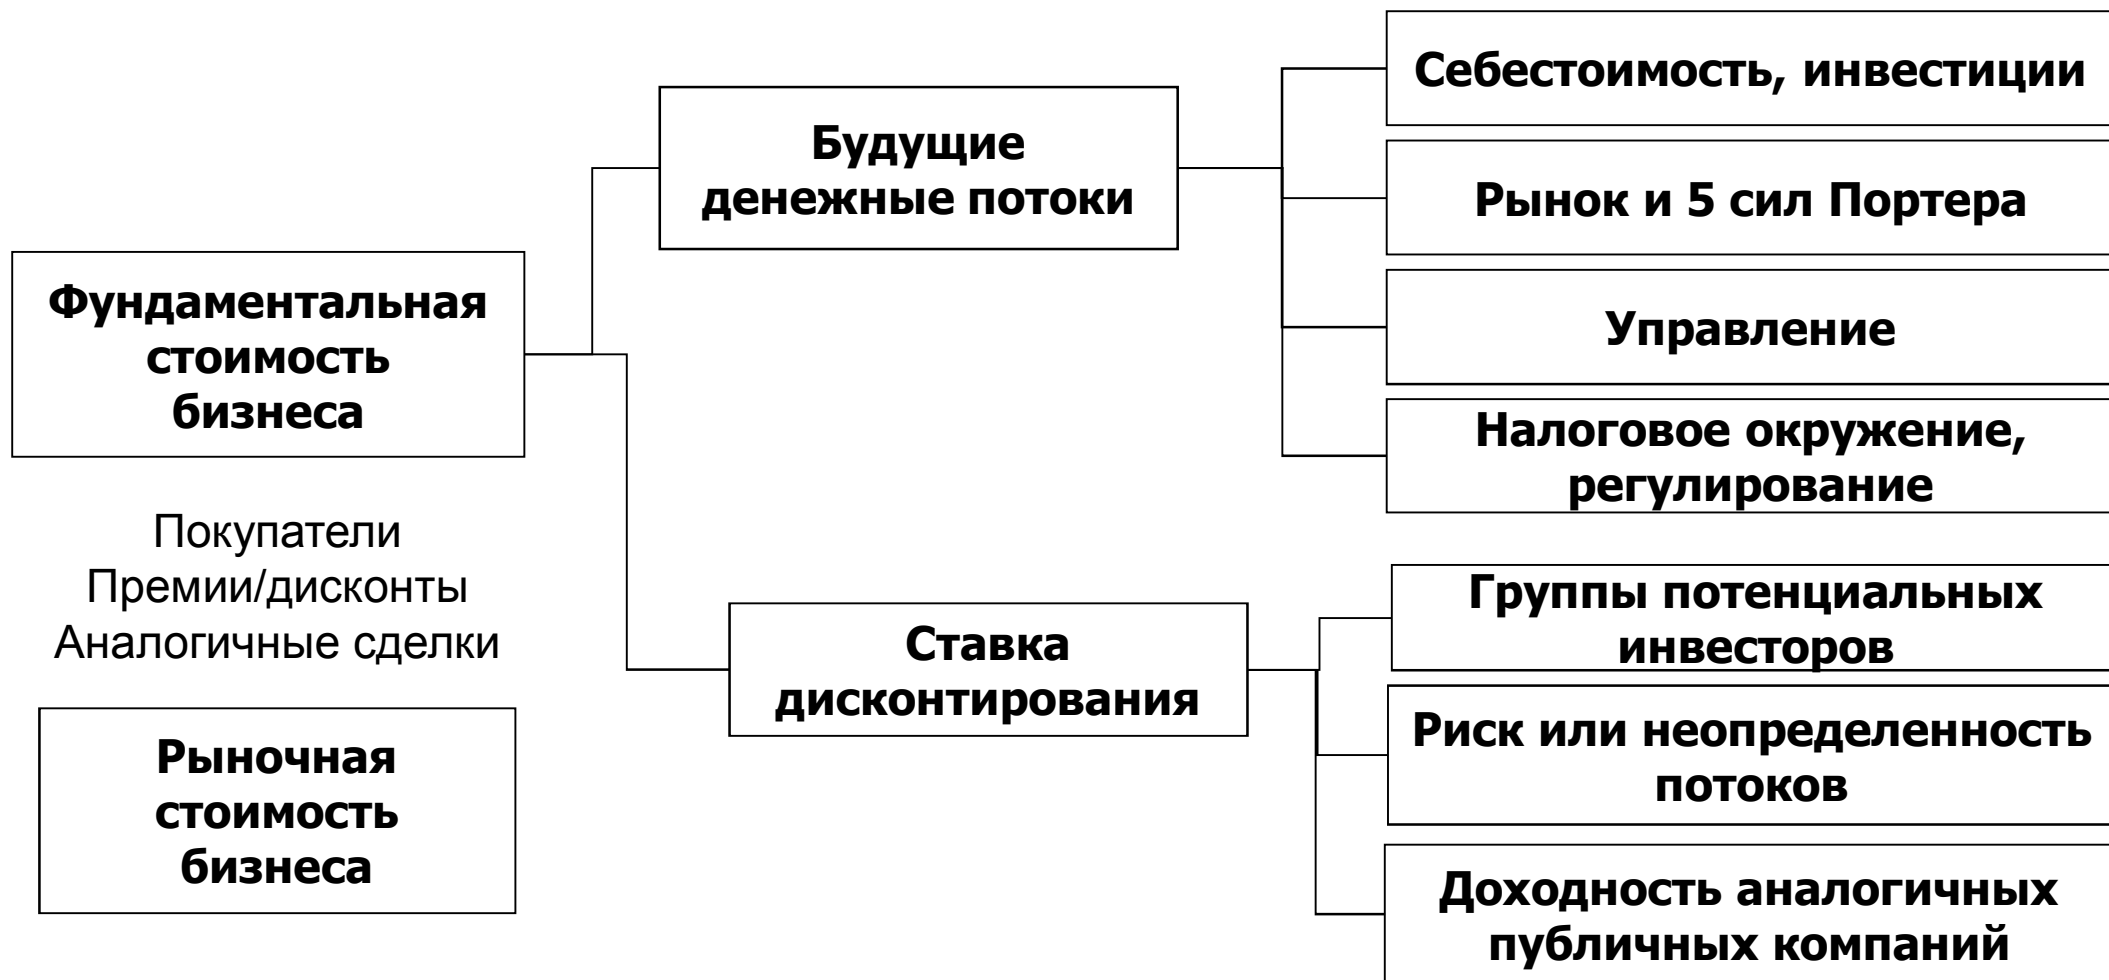 Фундаментальная
стоимость
бизнеса
Покупатели
Премии/дисконты
Аналогичные сделки
Рыночная
стоимость
бизнеса
Будущие
денежные потоки
Ставка
дисконтирования
Себестоимость, инвестиции
Рынок и 5 сил Портера
Управление
Налоговое окружение,
регулирование
Группы потенциальных
инвесторов
Риск или неопределенность
потоков
Доходность аналогичных
публичных компаний